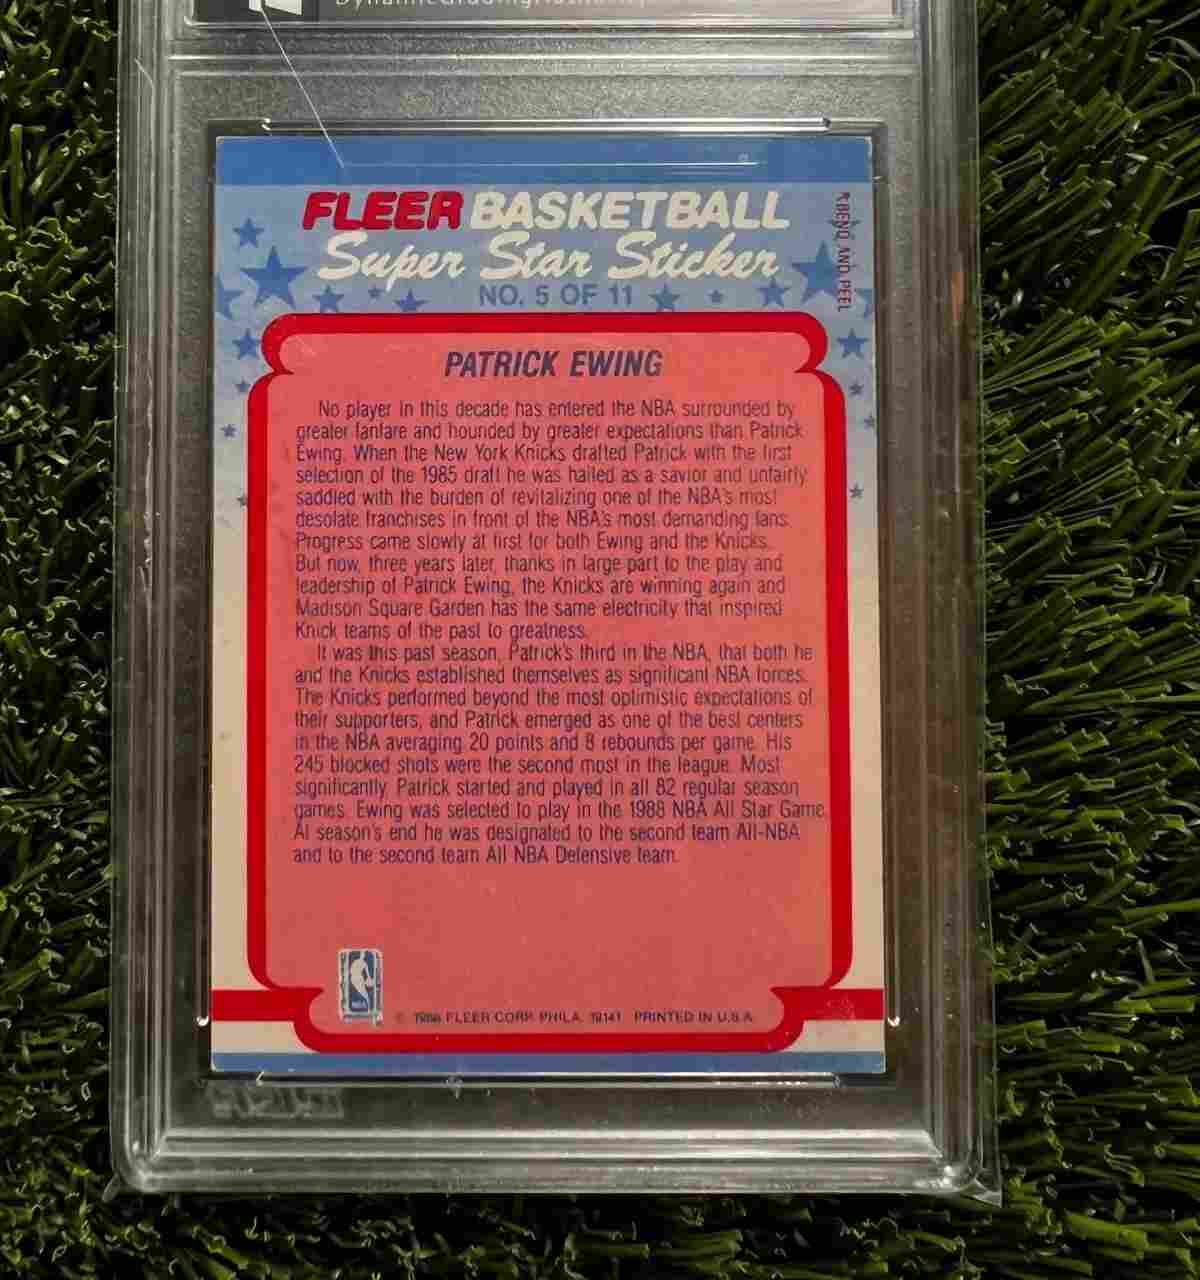 DynamicGradingAuthority
FLEER BASKETBALL
Super Star Sticker
NO. 5 OF 11
BEND AND PEEL
PATRICK EWING
No player in this decade has entered the NBA surrounded by
greater fanfare and hounded by greater expectations than Patrick
Ewing. When the New York Knicks drafted Patrick with the first
selection of the 1985 draft he was hailed as a savior and unfairly
saddled with the burden of revitalizing one of the NBA's most
desolate franchises in front of the NBA's most demanding fans.
Progress came slowly at first for both Ewing and the Knicks.
But now, three years later, thanks in large part to the play and
leadership of Patrick Ewing, the Knicks are winning again and
Madison Square Garden has the same electricity that inspired
Knick teams of the past to greatness.
It was this past season, Patrick's third in the NBA, that both he
and the Knicks established themselves as significant NBA forces.
The Knicks performed beyond the most optimistic expectations of
their supporters, and Patrick emerged as one of the best centers
in the NBA averaging 20 points and 8 rebounds per game. His
245 blocked shots were the second most in the league. Most
significantly, Patrick started and played in all 82 regular season
games. Ewing was selected to play in the 1988 NBA All Star Game.
At season's end he was designated to the second team All-NBA
and to the second team All NBA Defensive team.
NBA
© 1988 FLEER CORP. PHILA. 19141 PRINTED IN U.S.A.